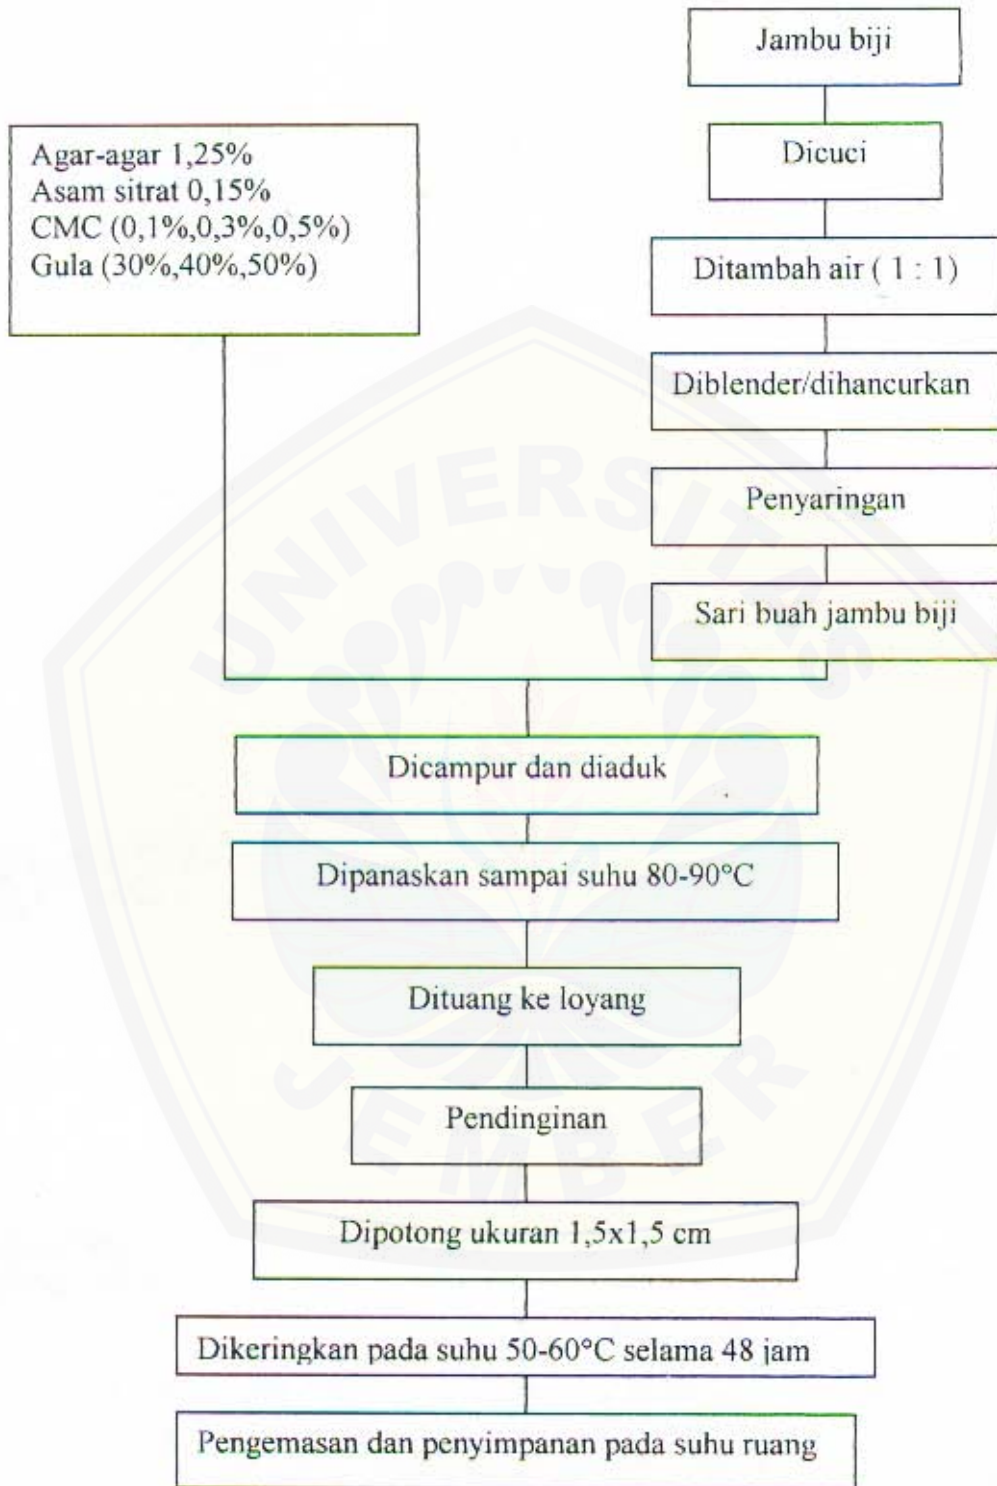 Jambu biji
Agar-agar 1,25%
Asam sitrat 0,15%
CMC (0,1%,0,3%,0,5%)
Gula (30%,40%,50%)
Dicuci
Ditambah air ( 1 : 1)
Diblender/dihancurkan
Penyaringan
Sari buah jambu biji
UNIVERSITAS
Dicampur dan diaduk
Dipanaskan sampai suhu 80-90°C
Dituang ke loyang
Pendinginan
JEMBER
Dipotong ukuran 1,5x1,5 cm
Dikeringkan pada suhu 50-60°C selama 48 jam
Pengemasan dan penyimpanan pada suhu ruang